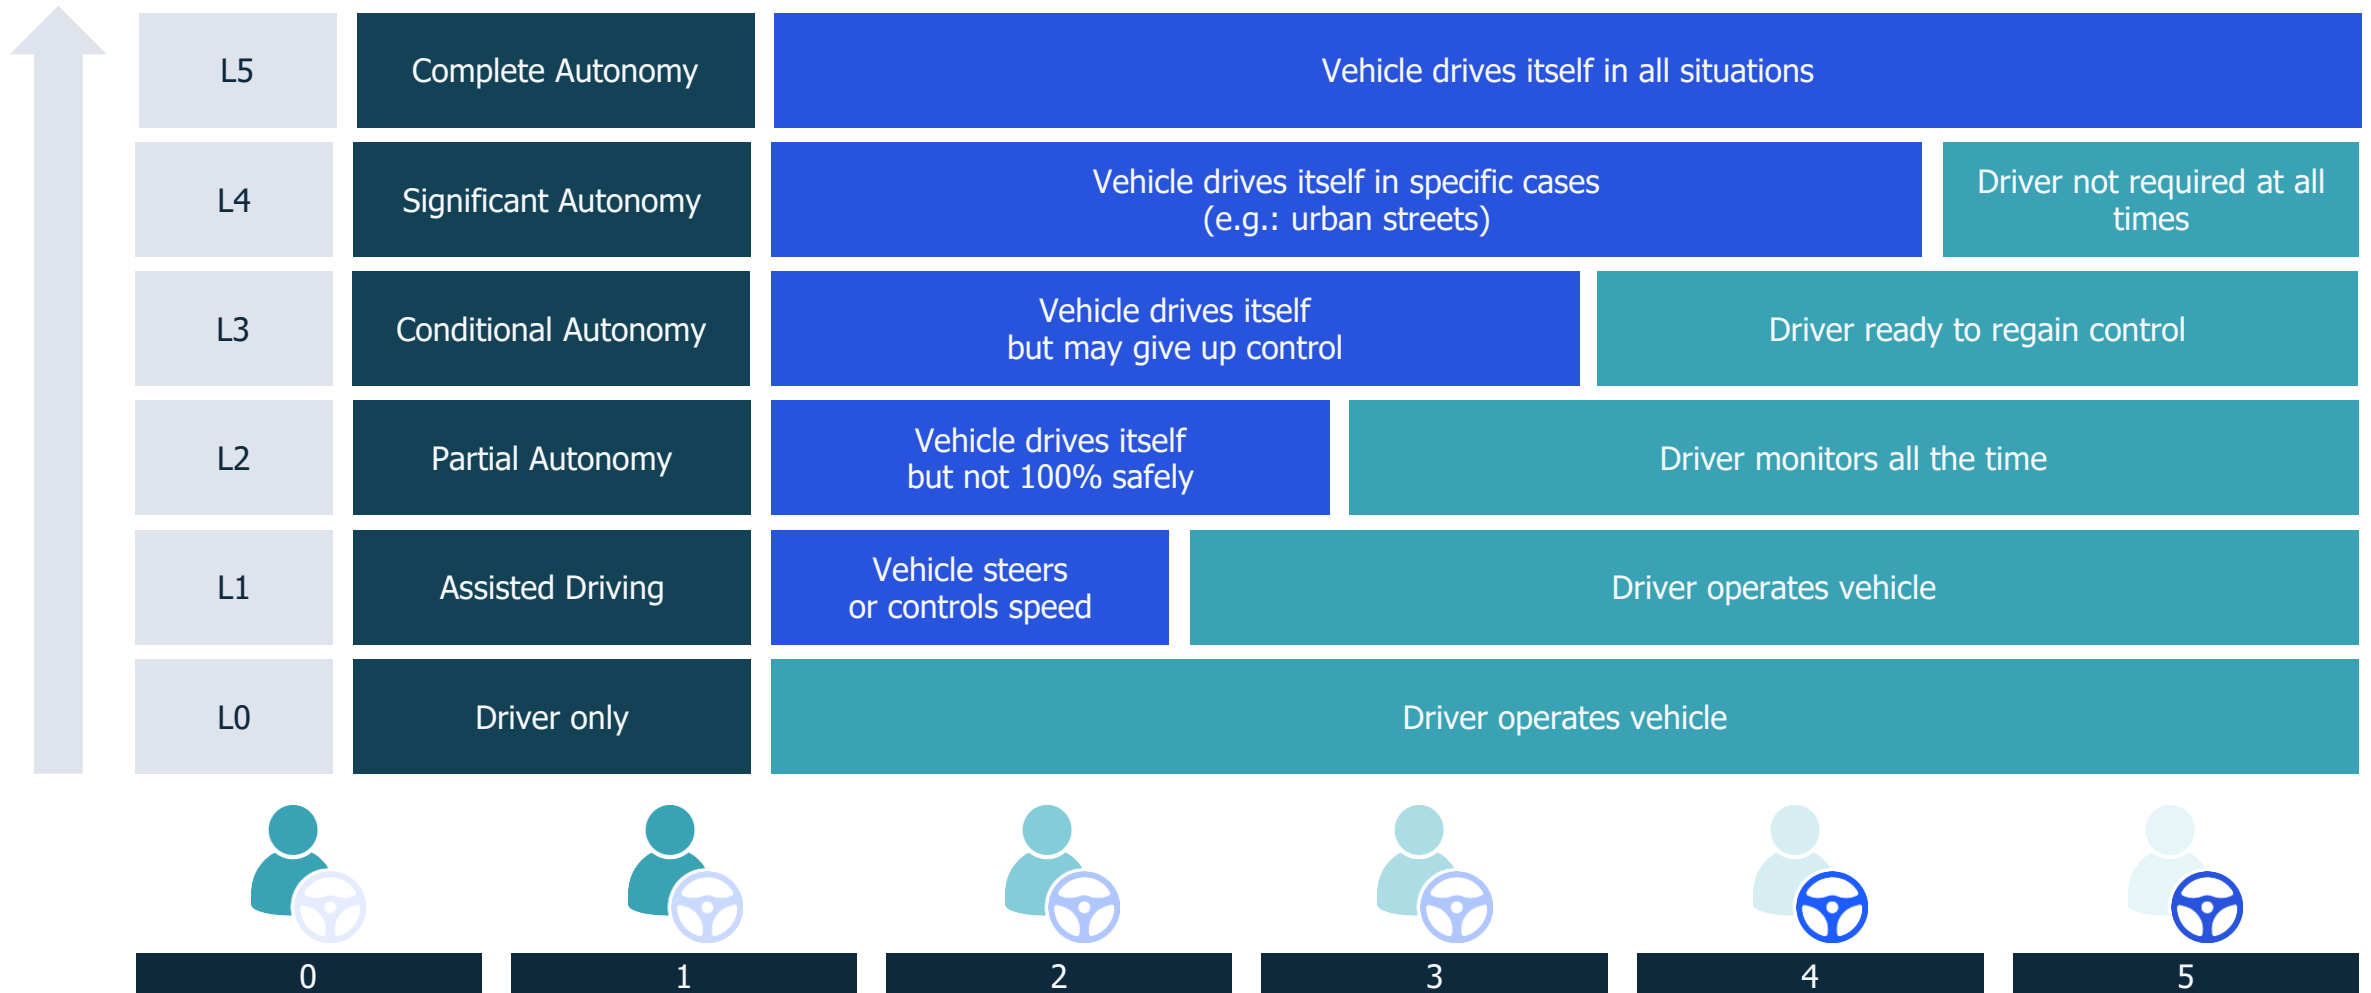 L5
Complete Autonomy
Vehicle drives itself in all situations
L4
Significant Autonomy
Vehicle drives itself in specific cases
(e.g.: urban streets)
Driver not required at all
times
L3
Conditional Autonomy
Vehicle drives itself
but may give up control
Driver ready to regain control
L2
Partial Autonomy
Vehicle drives itself
but not 100% safely
Driver monitors all the time
L1
Assisted Driving
Vehicle steers
or controls speed
Driver operates vehicle
L0
Driver only
Driver operates vehicle
0
1
2
3
4
5